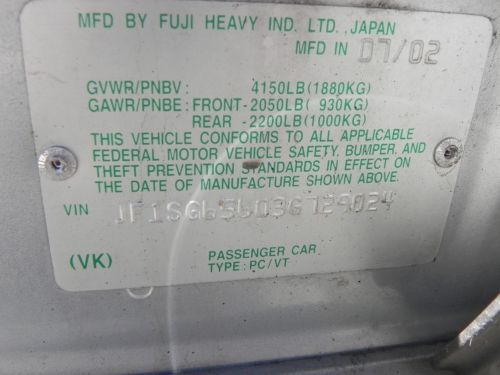 MFD BY FUJI HEAVY IND. LTD., JAPAN
MFD IN 07/02
GVWR/PNBV : 4150LB(1880KG)
GAWR/PNBE : FRONT-2050LB( 930KG)
REAR -2200LB(1000KG)
THIS VEHICLE CONFORMS TO ALL APPLICABLE
FEDERAL MOTOR VEHICLE SAFETY, BUMPER, AND
THEFT PREVENTION STANDARDS IN EFFECT ON
THE DATE OF MANUFACTURE SHOWN ABOVE.
VIN JF1SG65603G729024
(VK) PASSENGER CAR
TYPE: PC/VT